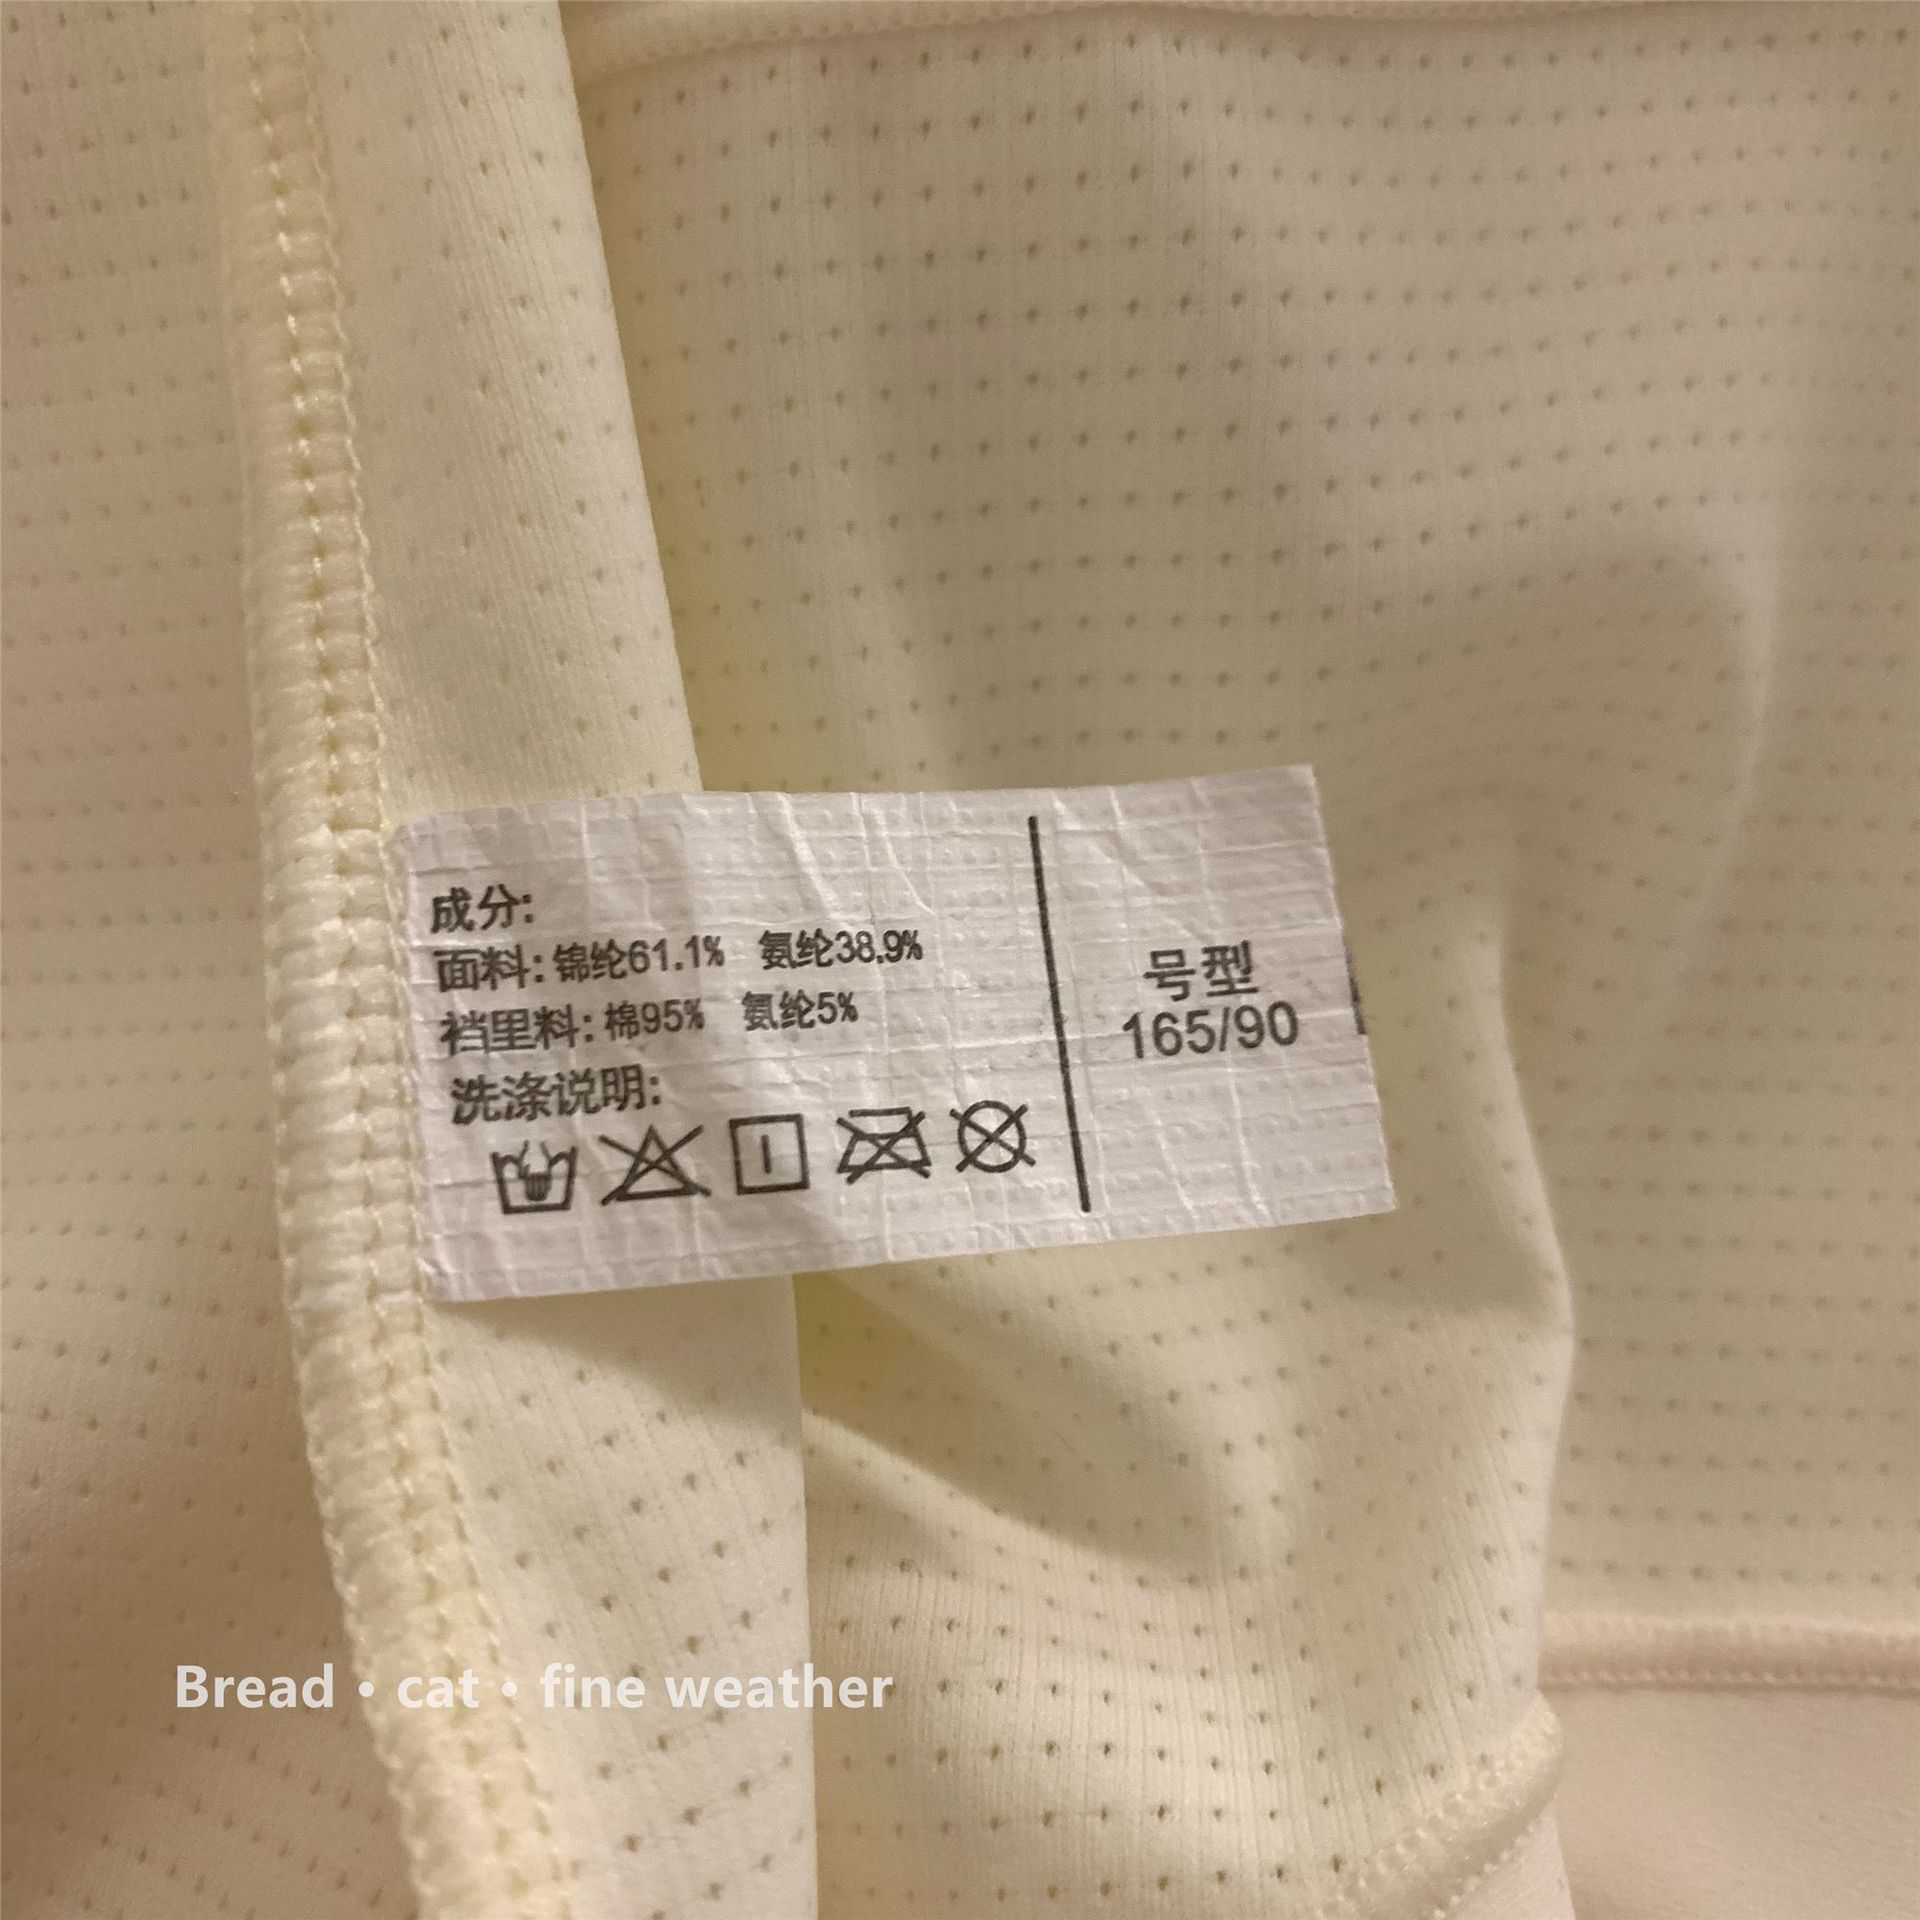 成分:
面料:锦纶61.1% 氨纶38.9%
裆里料:棉95% 氨纶5%
洗涤说明:
号型
165/90
Bread • cat • fine weather